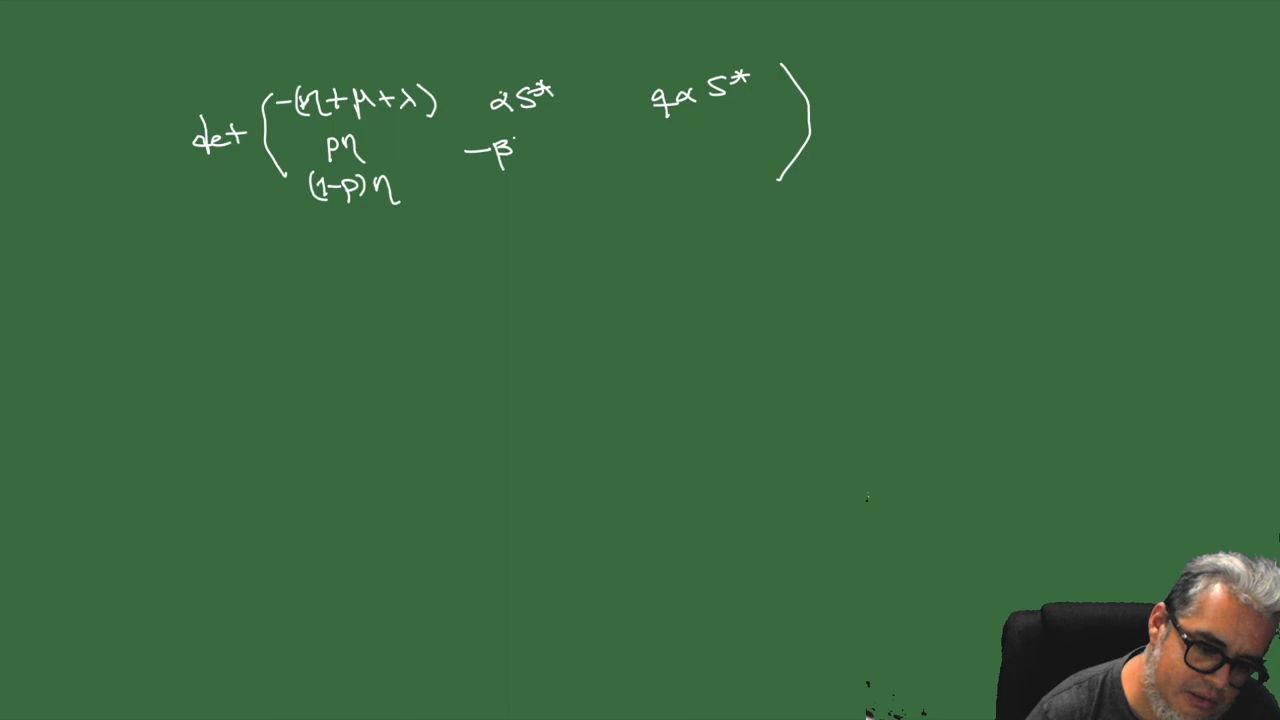 det ( -(η+μ+λ) αS* qαS* )
pη -β
(1-p)η